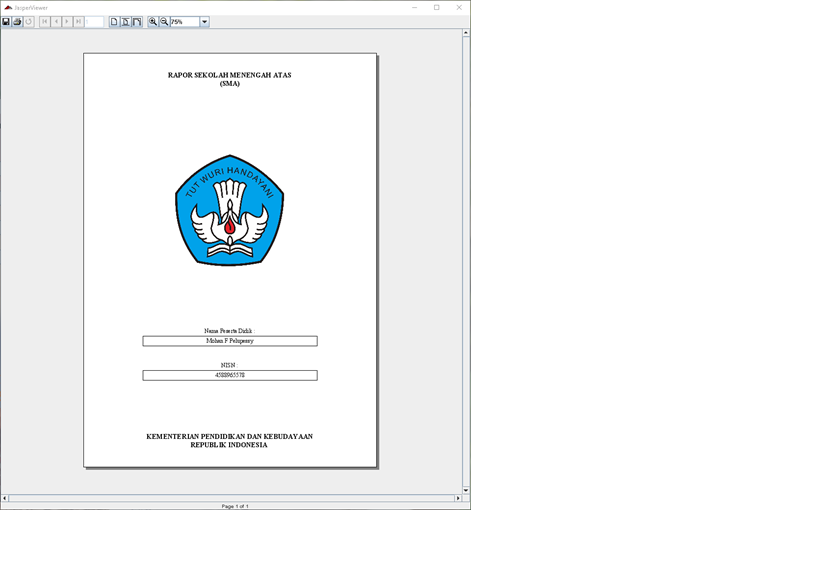 JasperViewer
75%
RAPOR SEKOLAH MENENGAH ATAS
(SMA)
TUT WURI HANDAYANI
Nama Peserta Didik :
Mohan F Pelupessy
NISN
4588965578
KEMENTERIAN PENDIDIKAN DAN KEBUDAYAAN
REPUBLIK INDONESIA
Page 1 of 1